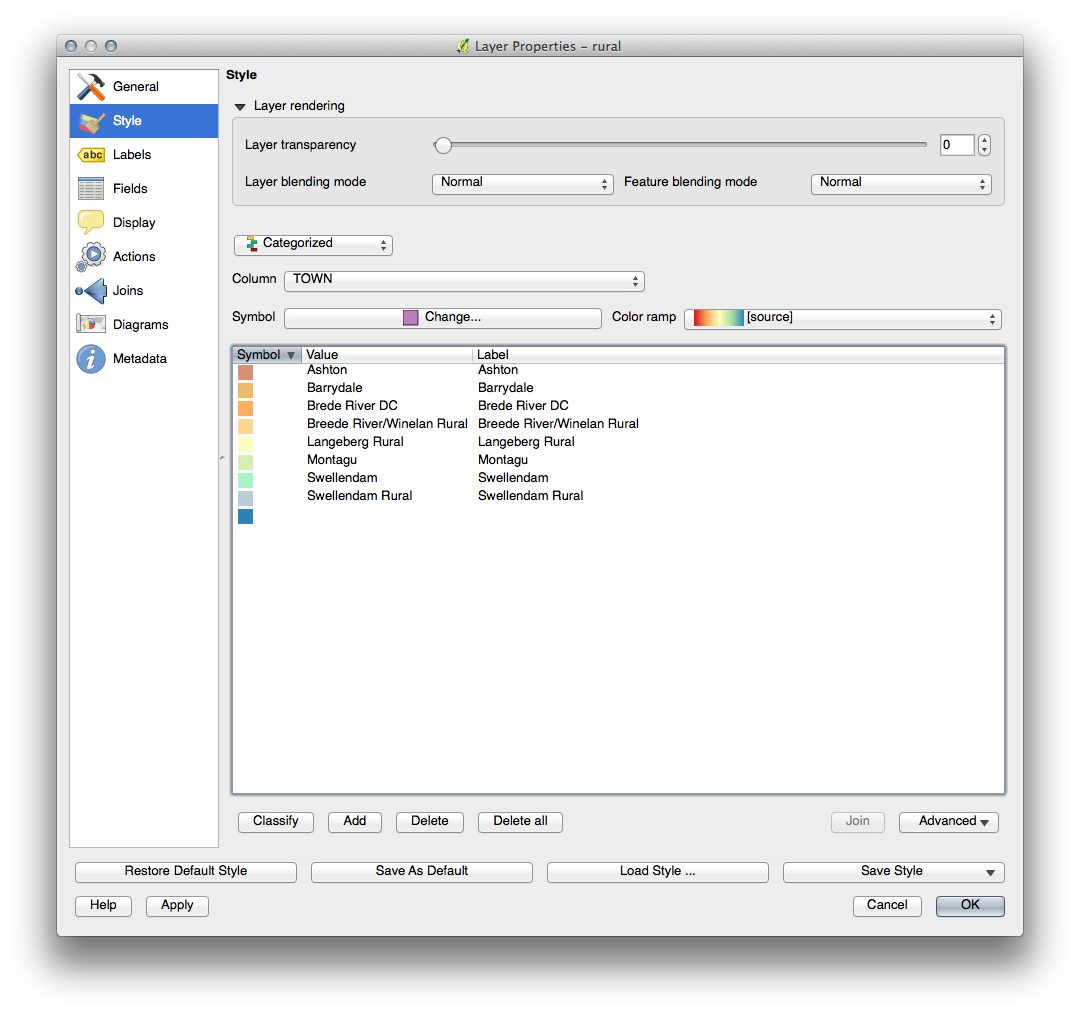 Layer Properties – rural
General
Style
Labels
Fields
Display
Actions
Joins
Diagrams
Metadata
Style
Layer rendering
Layer transparency 0
Layer blending mode Normal Feature blending mode Normal
Categorized
Column TOWN
Symbol Change... Color ramp [source]
Symbol Value Label
Ashton Ashton
Barrydale Barrydale
Brede River DC Brede River DC
Breede River/Winelan Rural Breede River/Winelan Rural
Langeberg Rural Langeberg Rural
Montagu Montagu
Swellendam Swellendam
Swellendam Rural Swellendam Rural
Classify Add Delete Delete all Join Advanced
Restore Default Style Save As Default Load Style ... Save Style
Help Apply Cancel OK
abc